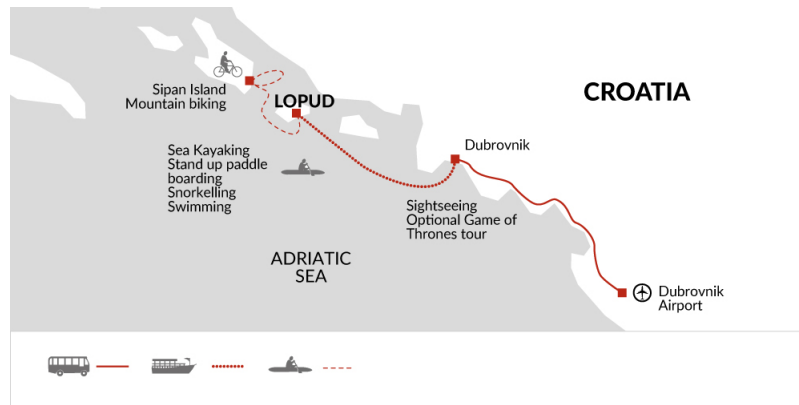 CROATIA
Sipan Island
Mountain biking
LOPUD
Sea Kayaking
Stand up paddle
boarding
Snorkelling
Swimming
Dubrovnik
Sightseeing
Optional Game of
Thrones tour
ADRIATIC
SEA
Dubrovnik
Airport